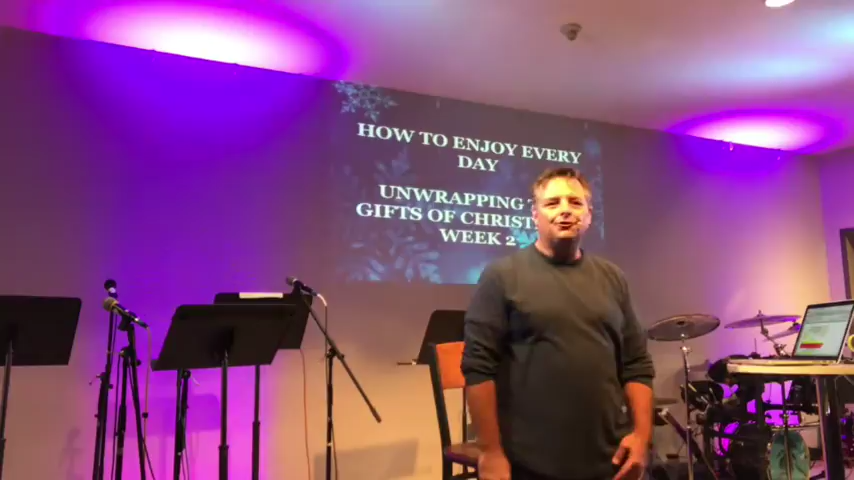 HOW TO ENJOY EVERY
DAY
UNWRAPPING
GIFTS OF
WEEK 2